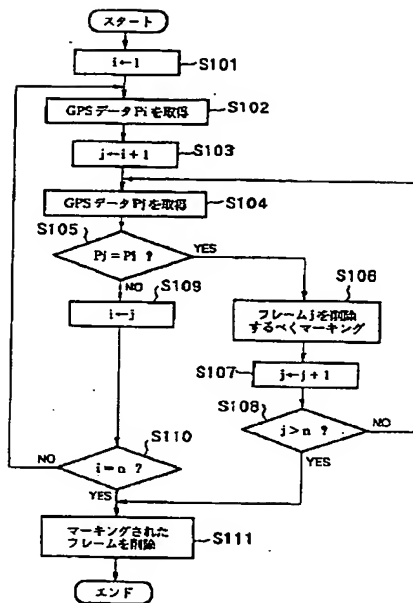 スタート
i←1
S101
GPSデータPiを取得
S102
j←i+1
S103
GPSデータPjを取得
S104
S105
Pj=Pi ?
YES
NO
S109
i←j
S106
フレームjを削除
するべくマーキング
S107
j←j+1
S108
j>n ?
NO
YES
S110
i=n ?
NO
YES
マーキングされた
フレームを削除
S111
エンド